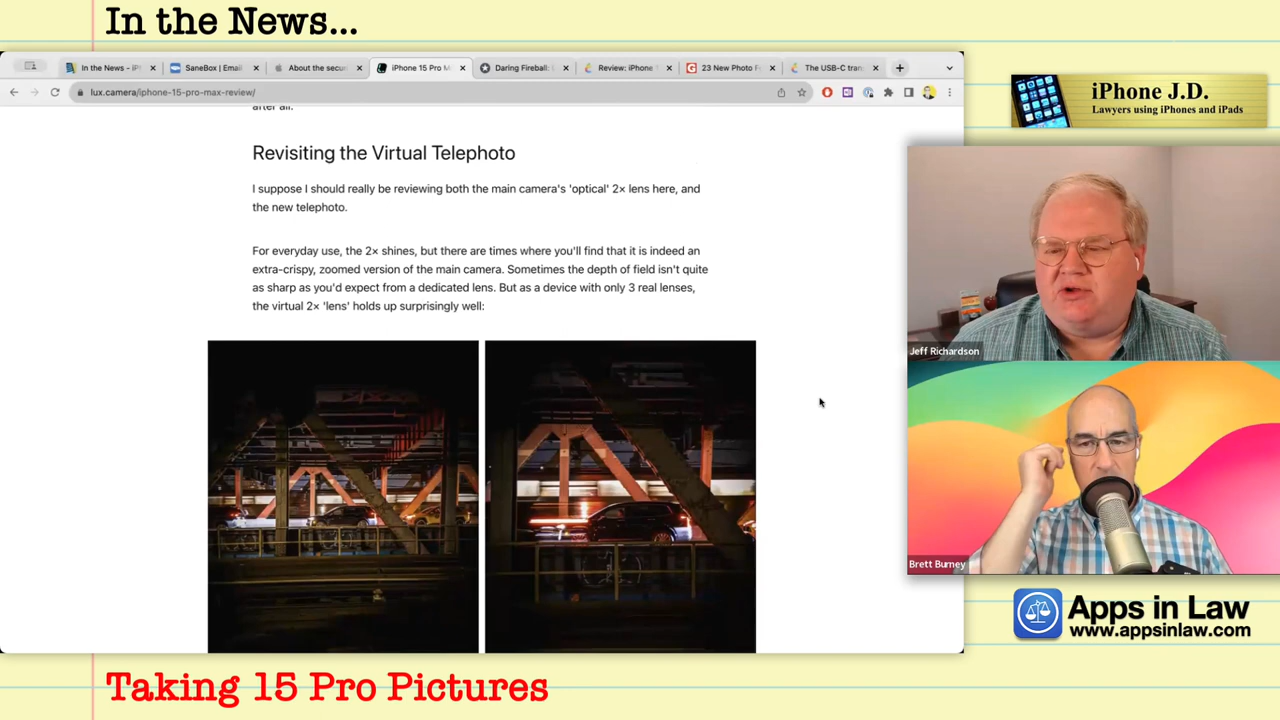 In the News...
In the News - iP
SaneBox | Email
About the secur
iPhone 15 Pro M
Daring Fireball:
Review: iPhone
23 New Photo F
The USB-C tran
lux.camera/iphone-15-pro-max-review/
after all.
Revisiting the Virtual Telephoto
I suppose I should really be reviewing both the main camera's 'optical' 2× lens here, and
the new telephoto.
For everyday use, the 2× shines, but there are times where you'll find that it is indeed an
extra-crispy, zoomed version of the main camera. Sometimes the depth of field isn't quite
as sharp as you'd expect from a dedicated lens. But as a device with only 3 real lenses,
the virtual 2× 'lens' holds up surprisingly well:
iPhone J.D.
Lawyers using iPhones and iPads
Jeff Richardson
Brett Burney
Apps in Law
www.appsinlaw.com
Taking 15 Pro Pictures